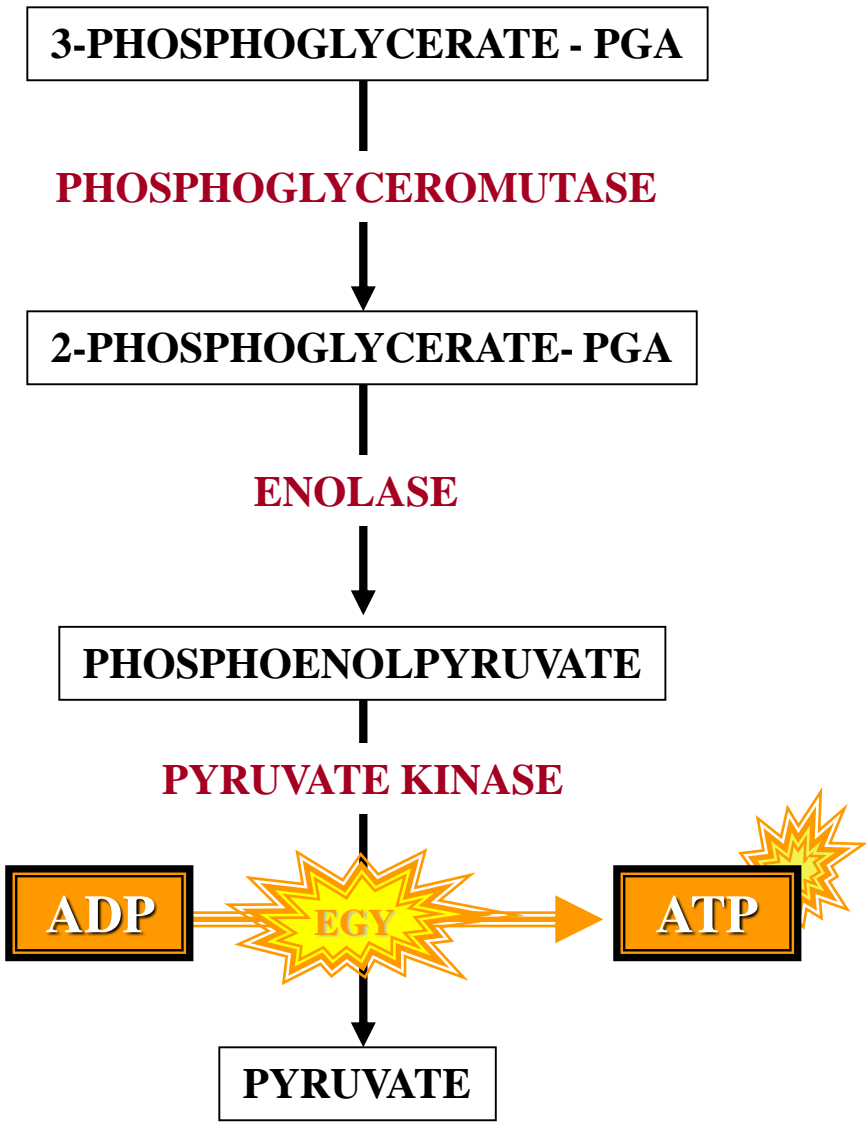 3-PHOSPHOGLYCERATE - PGA
PHOSPHOGLYCEROMUTASE
2-PHOSPHOGLYCERATE- PGA
ENOLASE
PHOSPHOENOLPYRUVATE
PYRUVATE KINASE
ADP
EGY
ATP
PYRUVATE